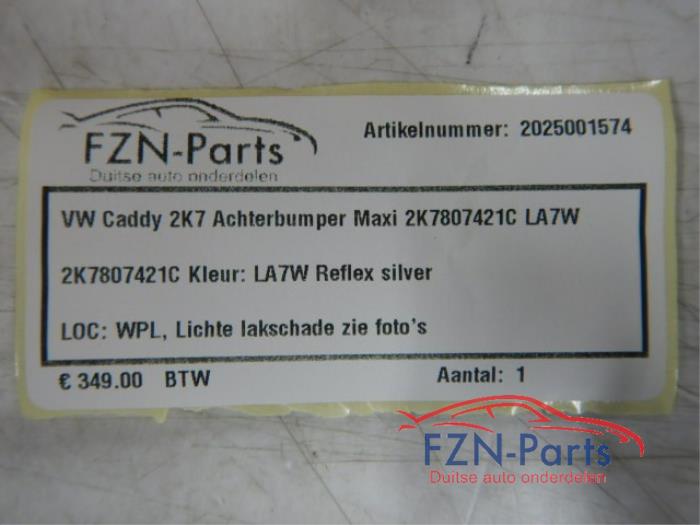 FZN-Parts
Duitse auto onderdelen
Artikelnummer: 2025001574
VW Caddy 2K7 Achterbumper Maxi 2K7807421C LA7W
2K7807421C Kleur: LA7W Reflex silver
LOC: WPL, Lichte lakschade zie foto's
€ 349.00 BTW
Aantal: 1
FZN-Parts
Duitse auto onderdelen